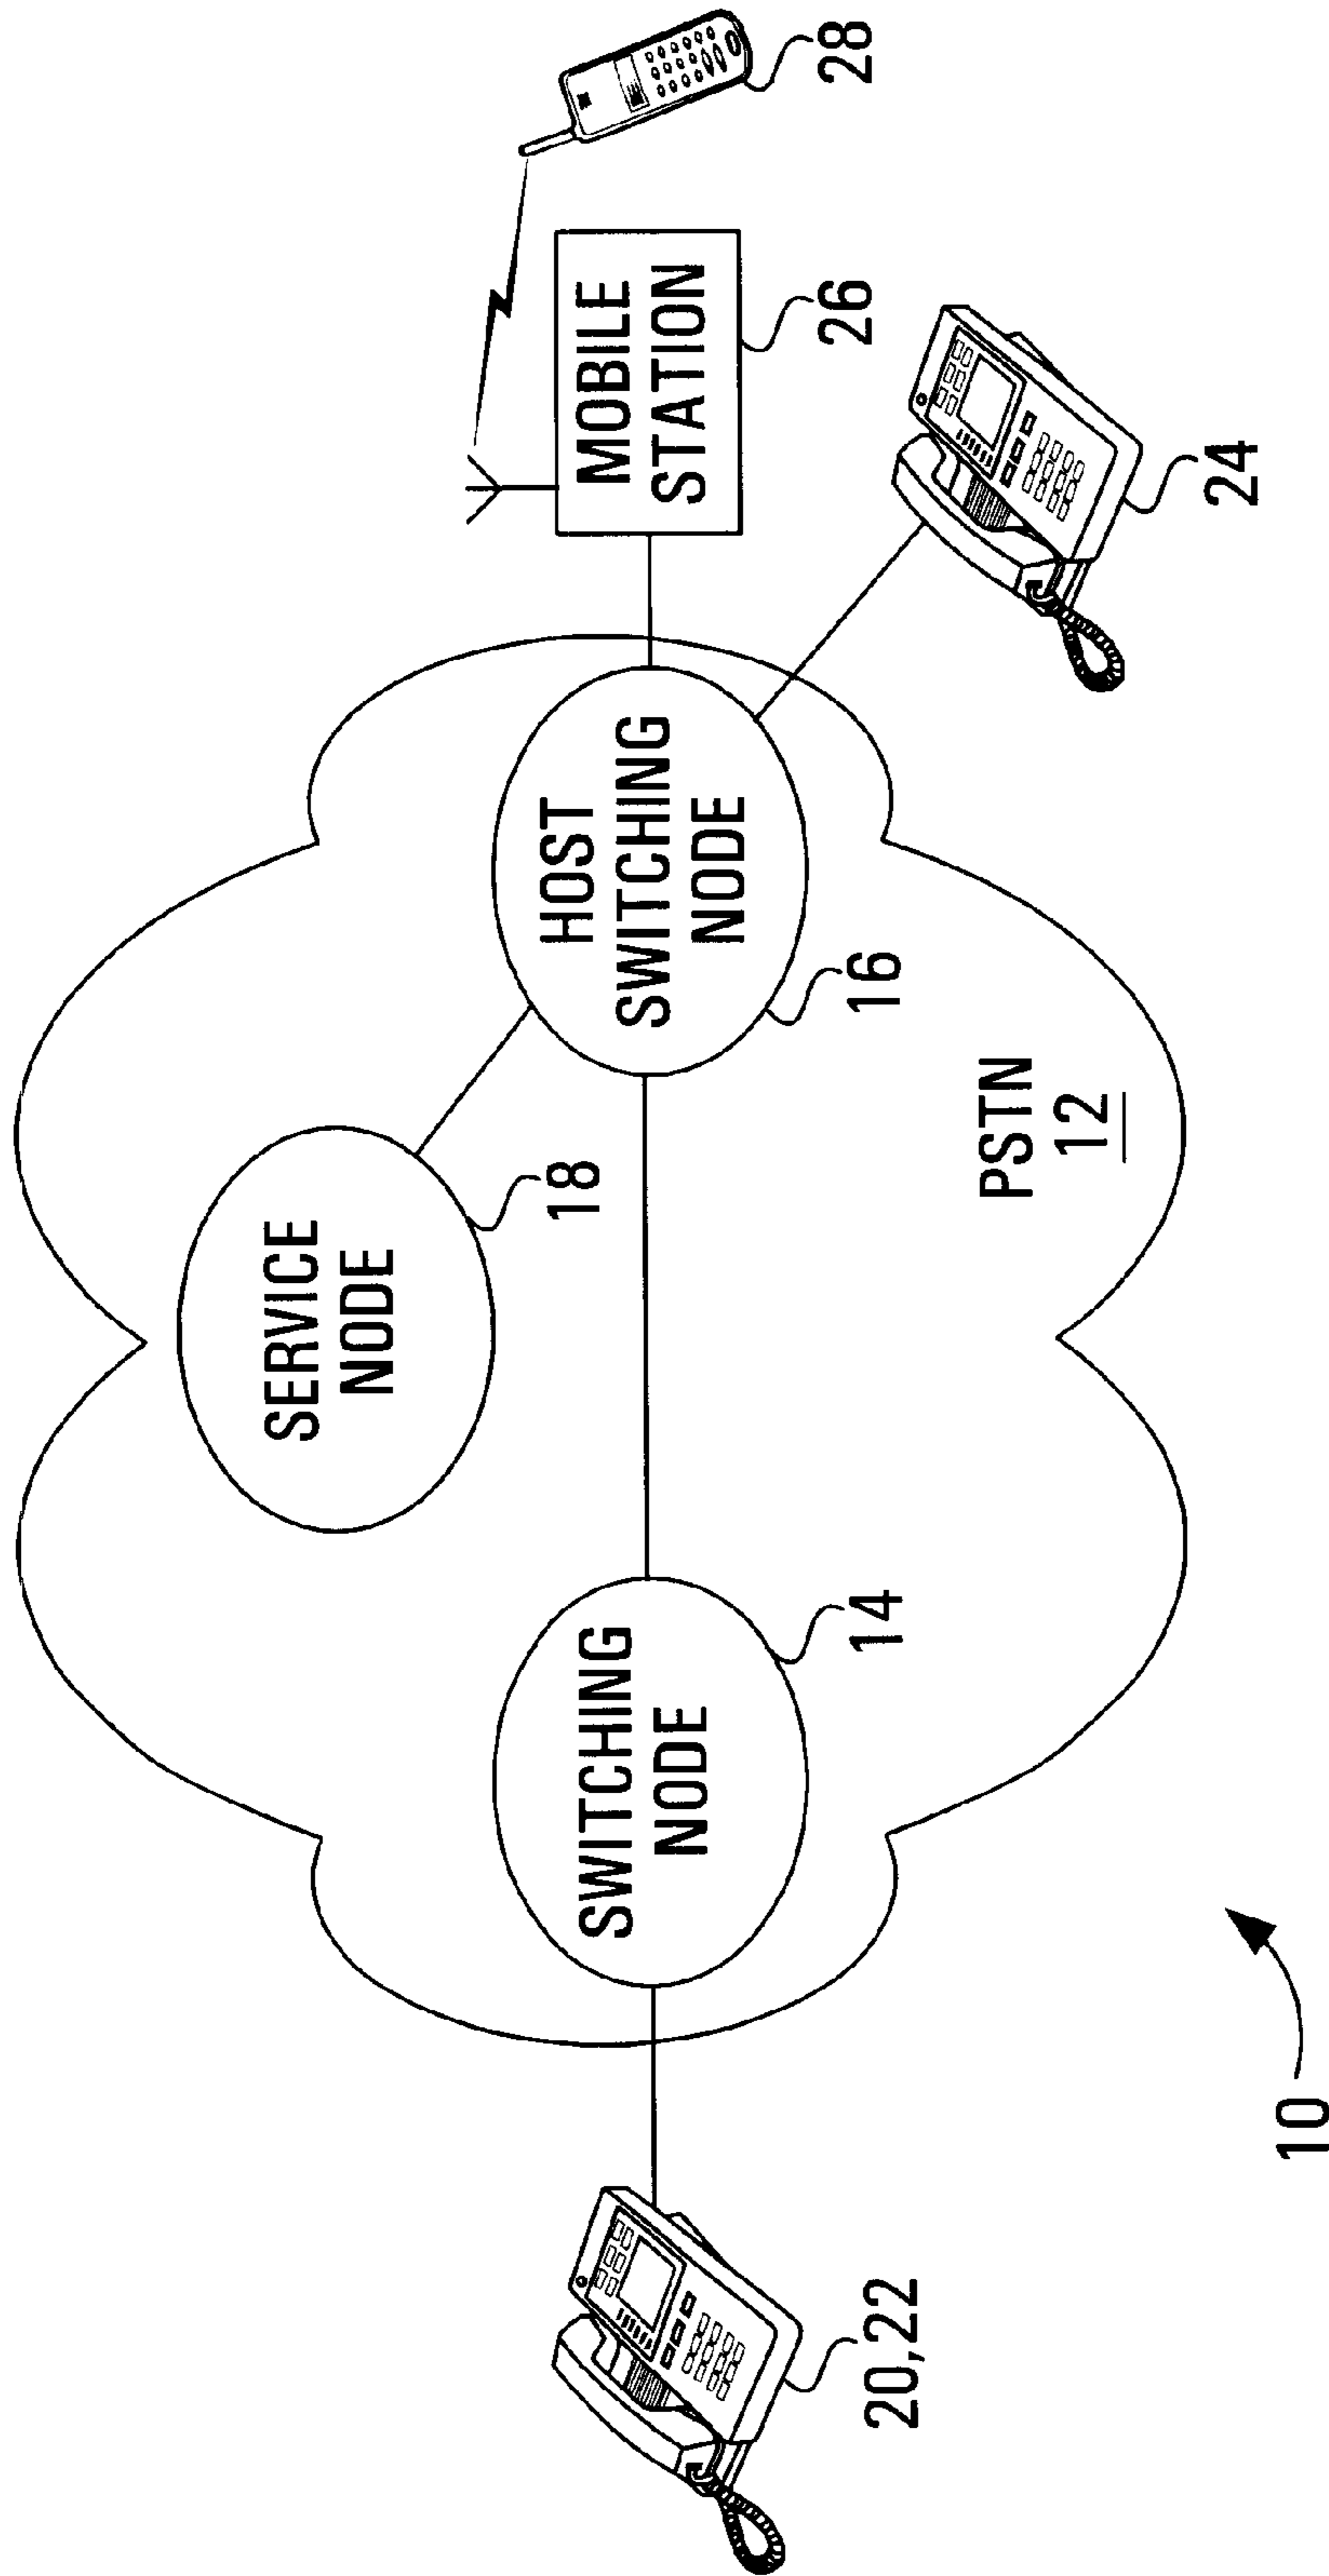 SERVICE
NODE
18
SWITCHING
NODE
14
HOST
SWITCHING
NODE
16
MOBILE
STATION
26
28
24
20,22
PSTN
12
10